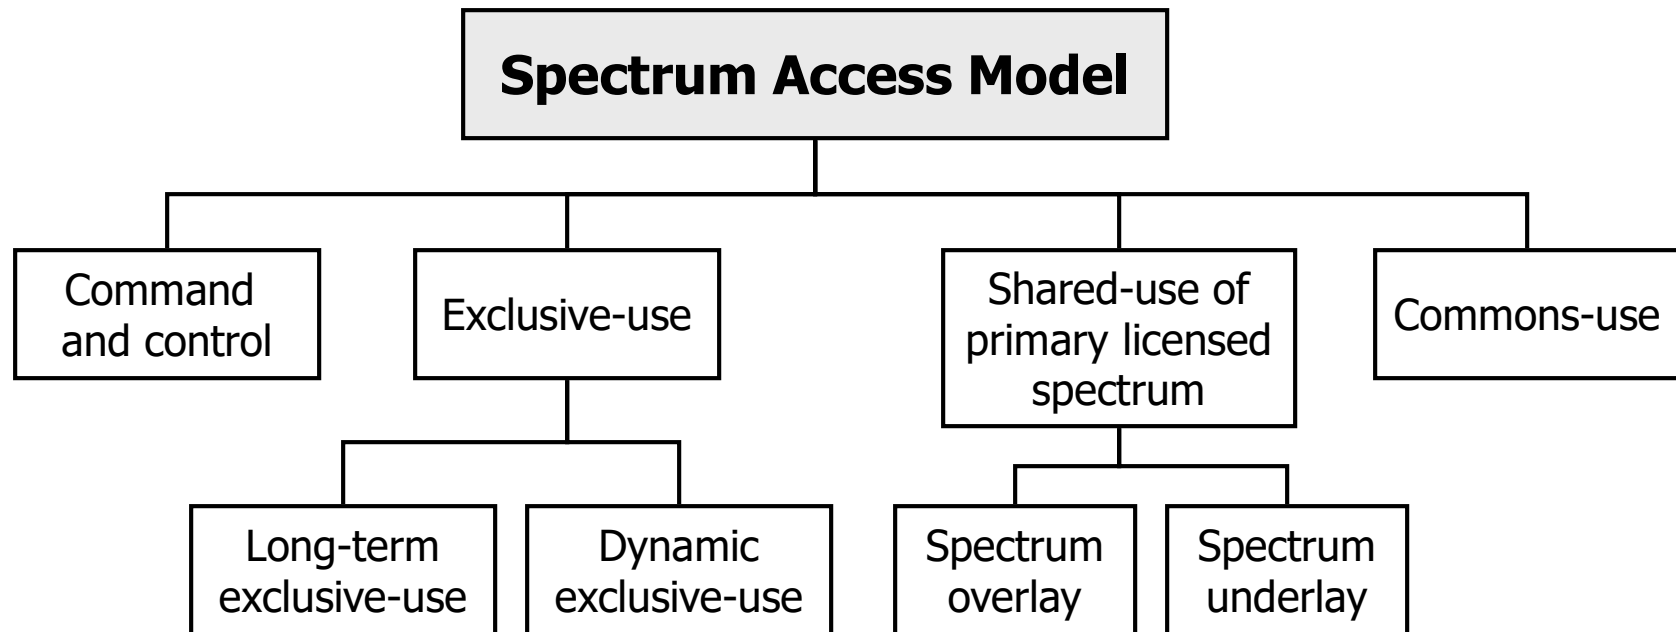 Spectrum Access Model
Command
and control
Exclusive-use
Shared-use of
primary licensed
spectrum
Commons-use
Long-term
exclusive-use
Dynamic
exclusive-use
Spectrum
overlay
Spectrum
underlay